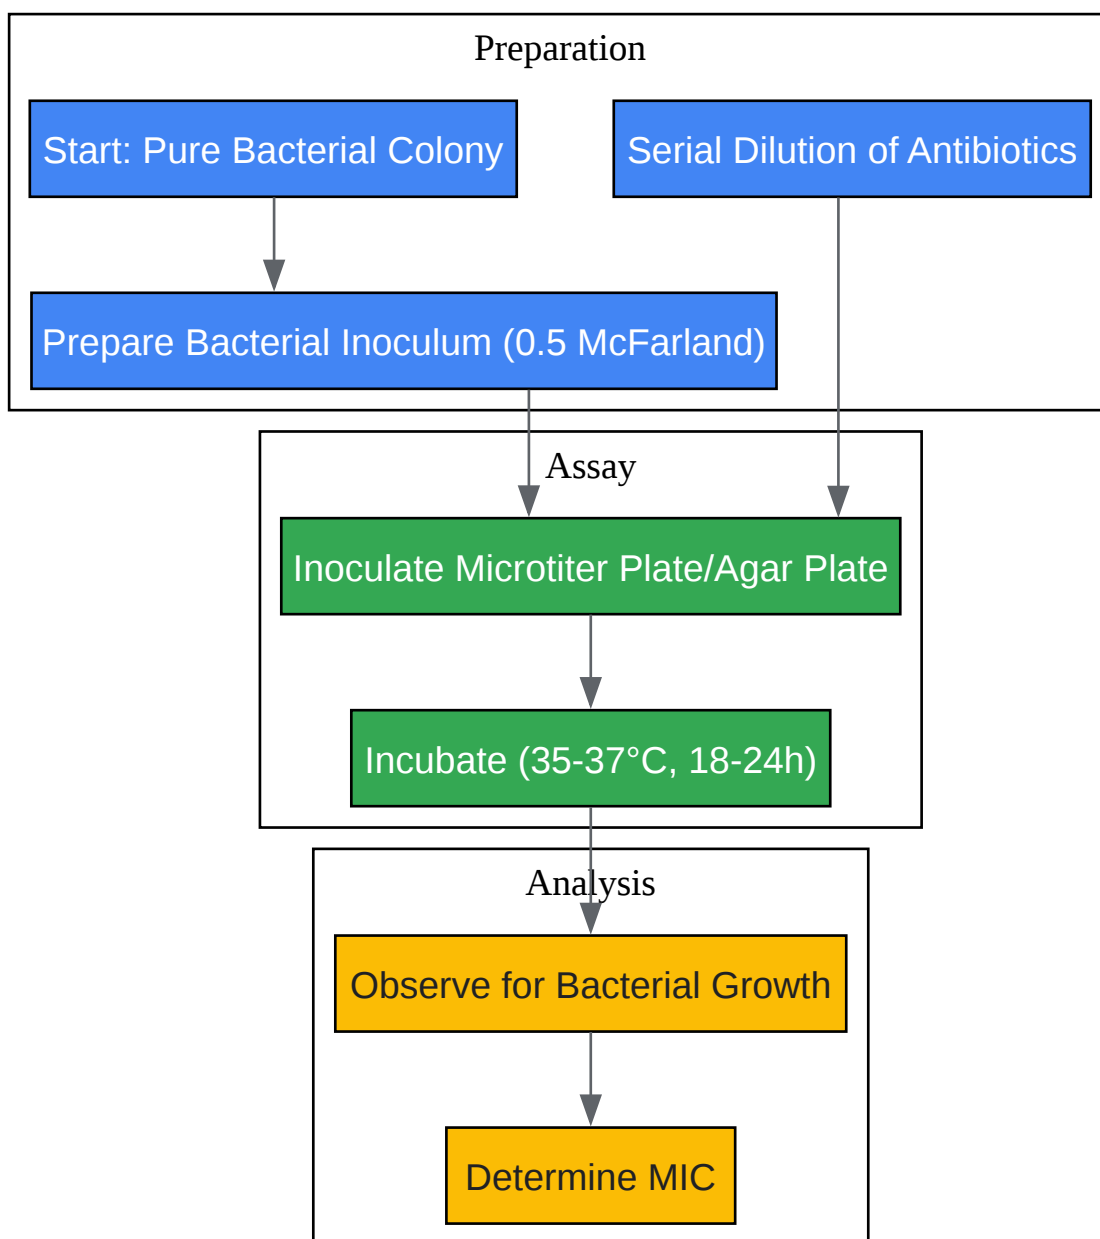 Preparation
Start: Pure Bacterial Colony
Serial Dilution of Antibiotics
Prepare Bacterial Inoculum (0.5 McFarland)
Assay
Inoculate Microtiter Plate/Agar Plate
Incubate (35-37°C, 18-24h)
Analysis
Observe for Bacterial Growth
Determine MIC